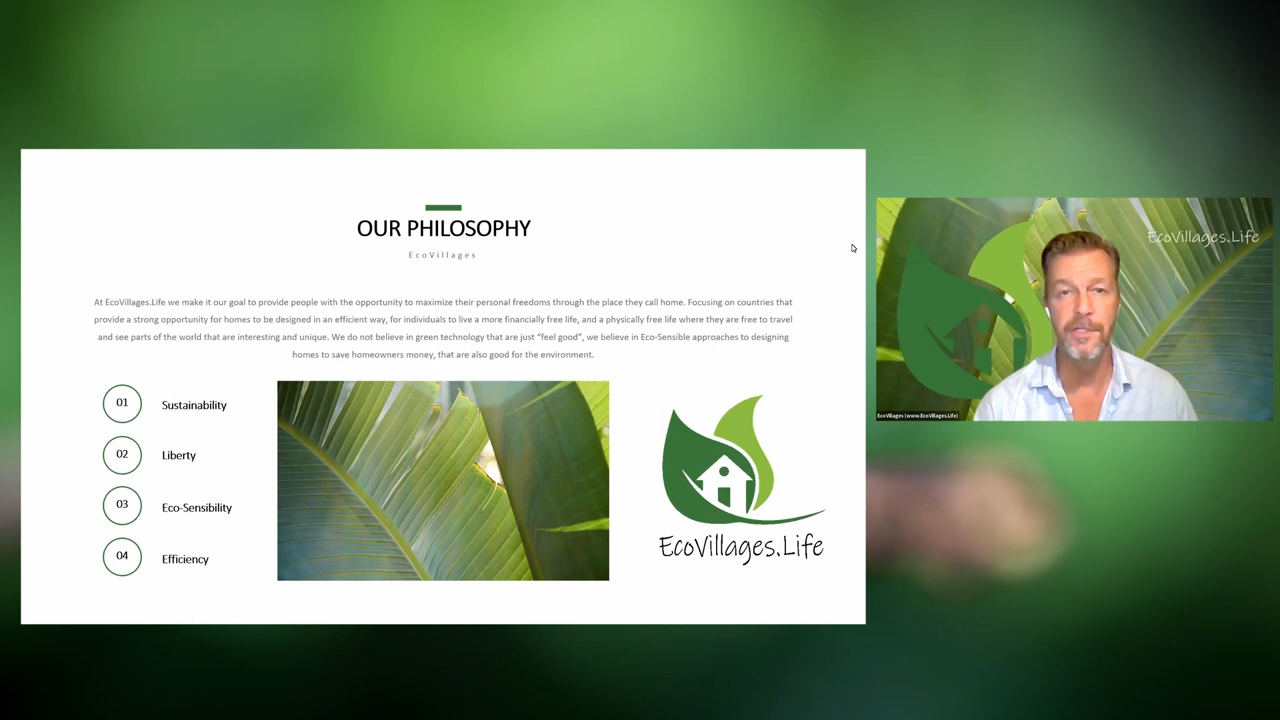 OUR PHILOSOPHY
EcoVillages
At EcoVillages.Life we make it our goal to provide people with the opportunity to maximize their personal freedoms through the place they call home. Focusing on countries that
provide a strong opportunity for homes to be designed in an efficient way, for individuals to live a more financially free life, and a physically free life where they are free to travel
and see parts of the world that are interesting and unique. We do not believe in green technology that are just “feel good”, we believe in Eco-Sensible approaches to designing
homes to save homeowners money, that are also good for the environment.
01 Sustainability
02 Liberty
03 Eco-Sensibility
04 Efficiency
EcoVillages.Life
EcoVillages.Life
EcoVillages (www.EcoVillages.Life)